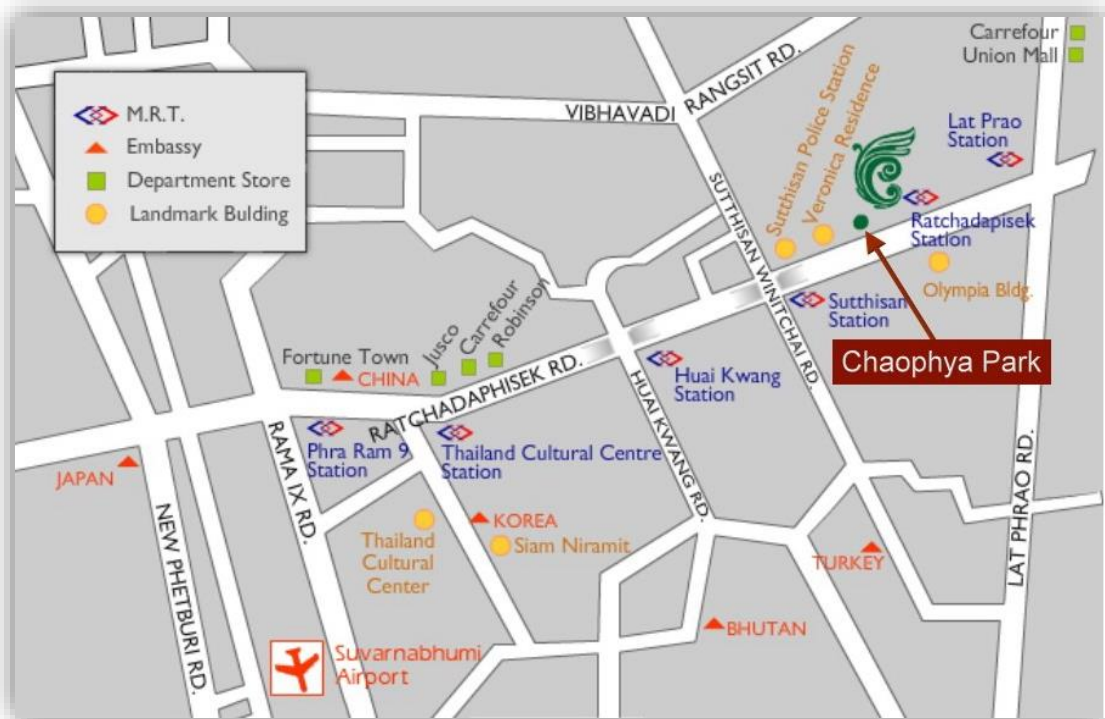 Carrefour
Union Mall
M.R.T.
Embassy
Department Store
Landmark Bulding
VIBHAVADI RANGSIT RD.
Sutthisan Police Station
Veronica Residence
Lat Prao
Station
Ratchadapisek
Station
Olympia Bldg.
SUTTHISAN WINITCHAI RD.
Sutthisan
Station
Chaophya Park
Fortune Town
CHINA
Jusco
Carrefour
Robinson
RATCHADAPHISEK RD.
Huai Kwang
Station
HUAI KWANG RD.
Phra Ram 9
Station
Thailand Cultural Centre
Station
RAMA IX RD.
JAPAN
NEW PHETBURI RD.
Thailand
Cultural
Center
KOREA
Siam Niramit
TURKEY
BHUTAN
LAT PHRAO RD.
Suvarnabhumi
Airport